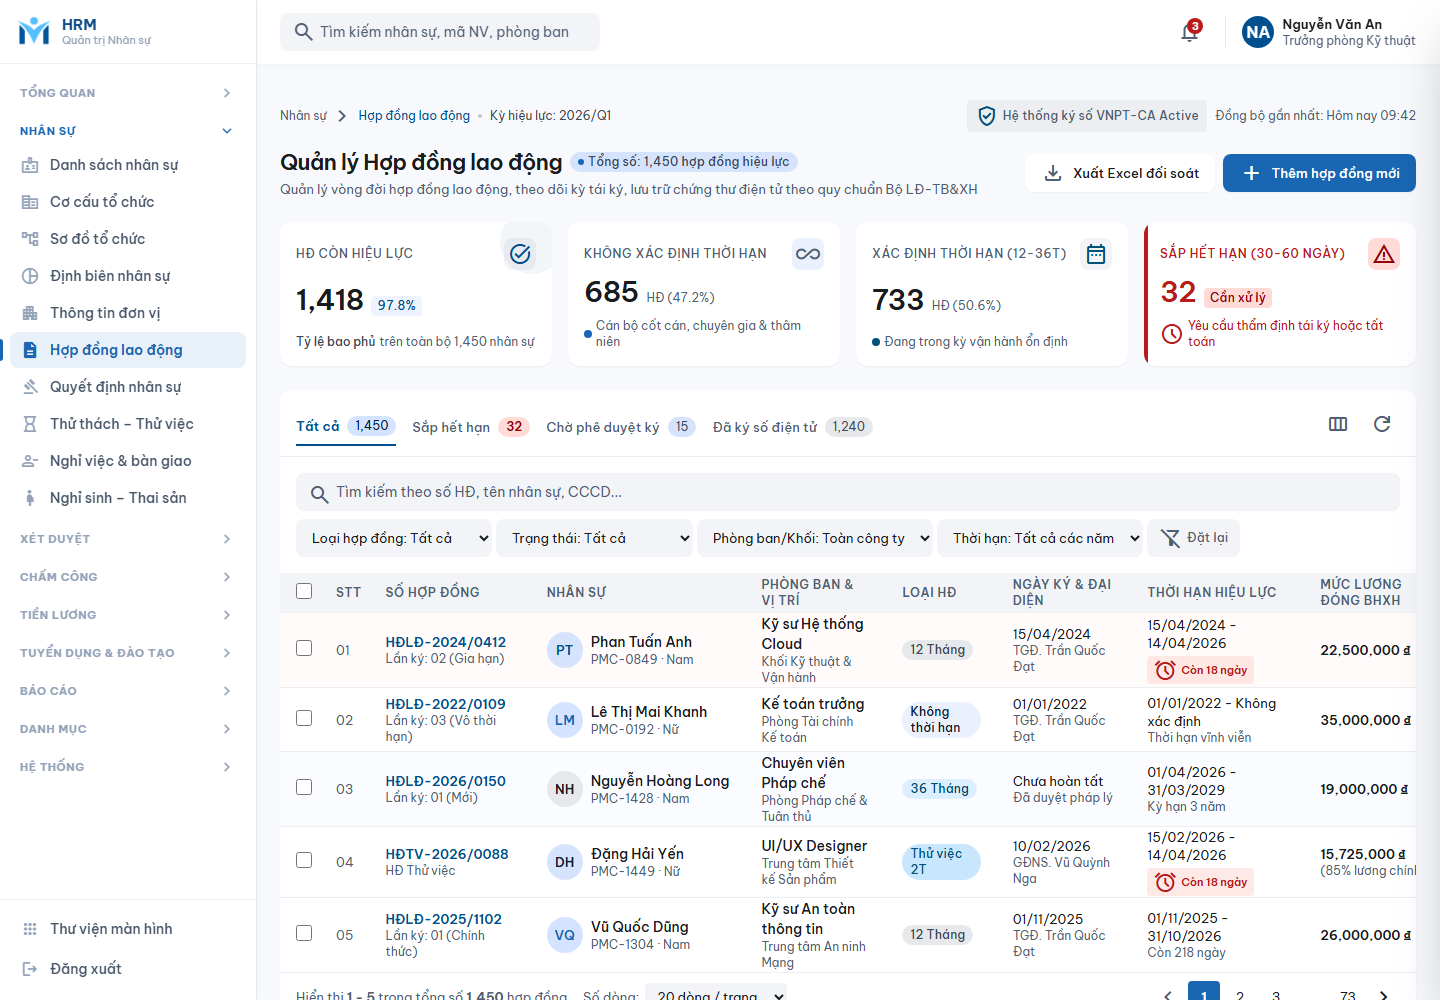 HRM
Quản trị Nhân sự
TỔNG QUAN
NHÂN SỰ
Danh sách nhân sự
Cơ cấu tổ chức
Sơ đồ tổ chức
Định biên nhân sự
Thông tin đơn vị
Hợp đồng lao động
Quyết định nhân sự
Thử thách – Thử việc
Nghỉ việc & bàn giao
Nghỉ sinh – Thai sản
XÉT DUYỆT
CHẤM CÔNG
TIỀN LƯƠNG
TUYỂN DỤNG & ĐÀO TẠO
BÁO CÁO
DANH MỤC
HỆ THỐNG
Thư viện màn hình
Đăng xuất
Tìm kiếm nhân sự, mã NV, phòng ban
3
NA
Nguyễn Văn An
Trưởng phòng Kỹ thuật
Nhân sự
Hợp đồng lao động
Kỳ hiệu lực: 2026/Q1
Hệ thống ký số VNPT-CA Active
Đồng bộ gần nhất: Hôm nay 09:42
Quản lý Hợp đồng lao động
Tổng số: 1,450 hợp đồng hiệu lực
Quản lý vòng đời hợp đồng lao động, theo dõi kỳ tái ký, lưu trữ chứng thư điện tử theo quy chuẩn Bộ LĐ-TB&XH
Xuất Excel đối soát
Thêm hợp đồng mới
HĐ CÒN HIỆU LỰC
1,418
97.8%
Tỷ lệ bao phủ trên toàn bộ 1,450 nhân sự
KHÔNG XÁC ĐỊNH THỜI HẠN
685
HĐ (47.2%)
Cán bộ cốt cán, chuyên gia & thâm
niên
XÁC ĐỊNH THỜI HẠN (12-36T)
733
HĐ (50.6%)
Đang trong kỳ vận hành ổn định
SẮP HẾT HẠN (30-60 NGÀY)
32
Cần xử lý
Yêu cầu thẩm định tái ký hoặc tất
toán
Tất cả
1,450
Sắp hết hạn
32
Chờ phê duyệt ký
15
Đã ký số điện tử
1,240
Tìm kiếm theo số HĐ, tên nhân sự, CCCD...
Loại hợp đồng: Tất cả
Trạng thái: Tất cả
Phòng ban/Khối: Toàn công ty
Thời hạn: Tất cả các năm
Đặt lại
STT
SỐ HỢP ĐỒNG
NHÂN SỰ
PHÒNG BAN &
VỊ TRÍ
LOẠI HĐ
NGÀY KÝ & ĐẠI
DIỆN
THỜI HẠN HIỆU LỰC
MỨC LƯƠNG
ĐÓNG BHXH
01
HĐLĐ-2024/0412
Lần ký: 02 (Gia hạn)
PT
Phan Tuấn Anh
PMC-0849 · Nam
Kỹ sư Hệ thống
Cloud
Khối Kỹ thuật &
Vận hành
12 Tháng
15/04/2024
TGĐ. Trần Quốc
Đạt
15/04/2024 -
14/04/2026
Còn 18 ngày
22,500,000 ₫
02
HĐLĐ-2022/0109
Lần ký: 03 (Vô thời
hạn)
LM
Lê Thị Mai Khanh
PMC-0192 · Nữ
Kế toán trưởng
Phòng Tài chính
Kế toán
Không
thời hạn
01/01/2022
TGĐ. Trần Quốc
Đạt
01/01/2022 - Không
xác định
Thời hạn vĩnh viễn
35,000,000 ₫
03
HĐLĐ-2026/0150
Lần ký: 01 (Mới)
NH
Nguyễn Hoàng Long
PMC-1428 · Nam
Chuyên viên
Pháp chế
Phòng Pháp chế &
Tuân thủ
36 Tháng
Chưa hoàn tất
Đã duyệt pháp lý
01/04/2026 -
31/03/2029
Kỳ hạn 3 năm
19,000,000 ₫
04
HĐTV-2026/0088
HĐ Thử việc
DH
Đặng Hải Yến
PMC-1449 · Nữ
UI/UX Designer
Trung tâm Thiết
kế Sản phẩm
Thử việc
2T
10/02/2026
GĐNS. Vũ Quỳnh
Nga
15/02/2026 -
14/04/2026
Còn 18 ngày
15,725,000 ₫
(85% lương chính
05
HĐLĐ-2025/1102
Lần ký: 01 (Chính
thức)
VQ
Vũ Quốc Dũng
PMC-1304 · Nam
Kỹ sư An toàn
thông tin
Trung tâm An ninh
Mạng
12 Tháng
01/11/2025
TGĐ. Trần Quốc
Đạt
01/11/2025 -
31/10/2026
Còn 218 ngày
26,000,000 ₫
Hiển thị 1 - 5 trong tổng số 1,450 hợp đồng
Số dòng:
20 dòng / trang
1
2
3
73